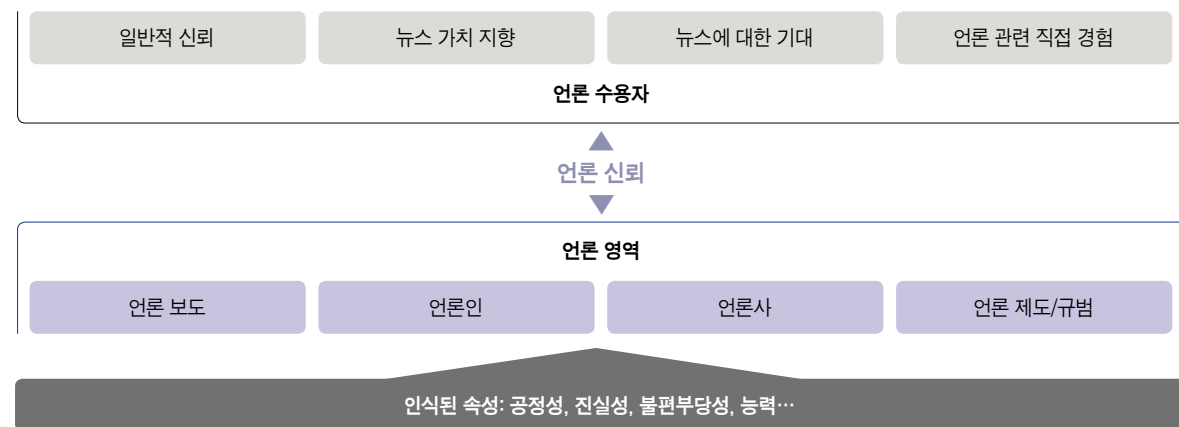 일반적 신뢰 뉴스 가치 지향 뉴스에 대한 기대 언론 관련 직접 경험
언론 수용자
언론 신뢰
언론 영역
언론 보도 언론인 언론사 언론 제도/규범
인식된 속성: 공정성, 진실성, 불편부당성, 능력…